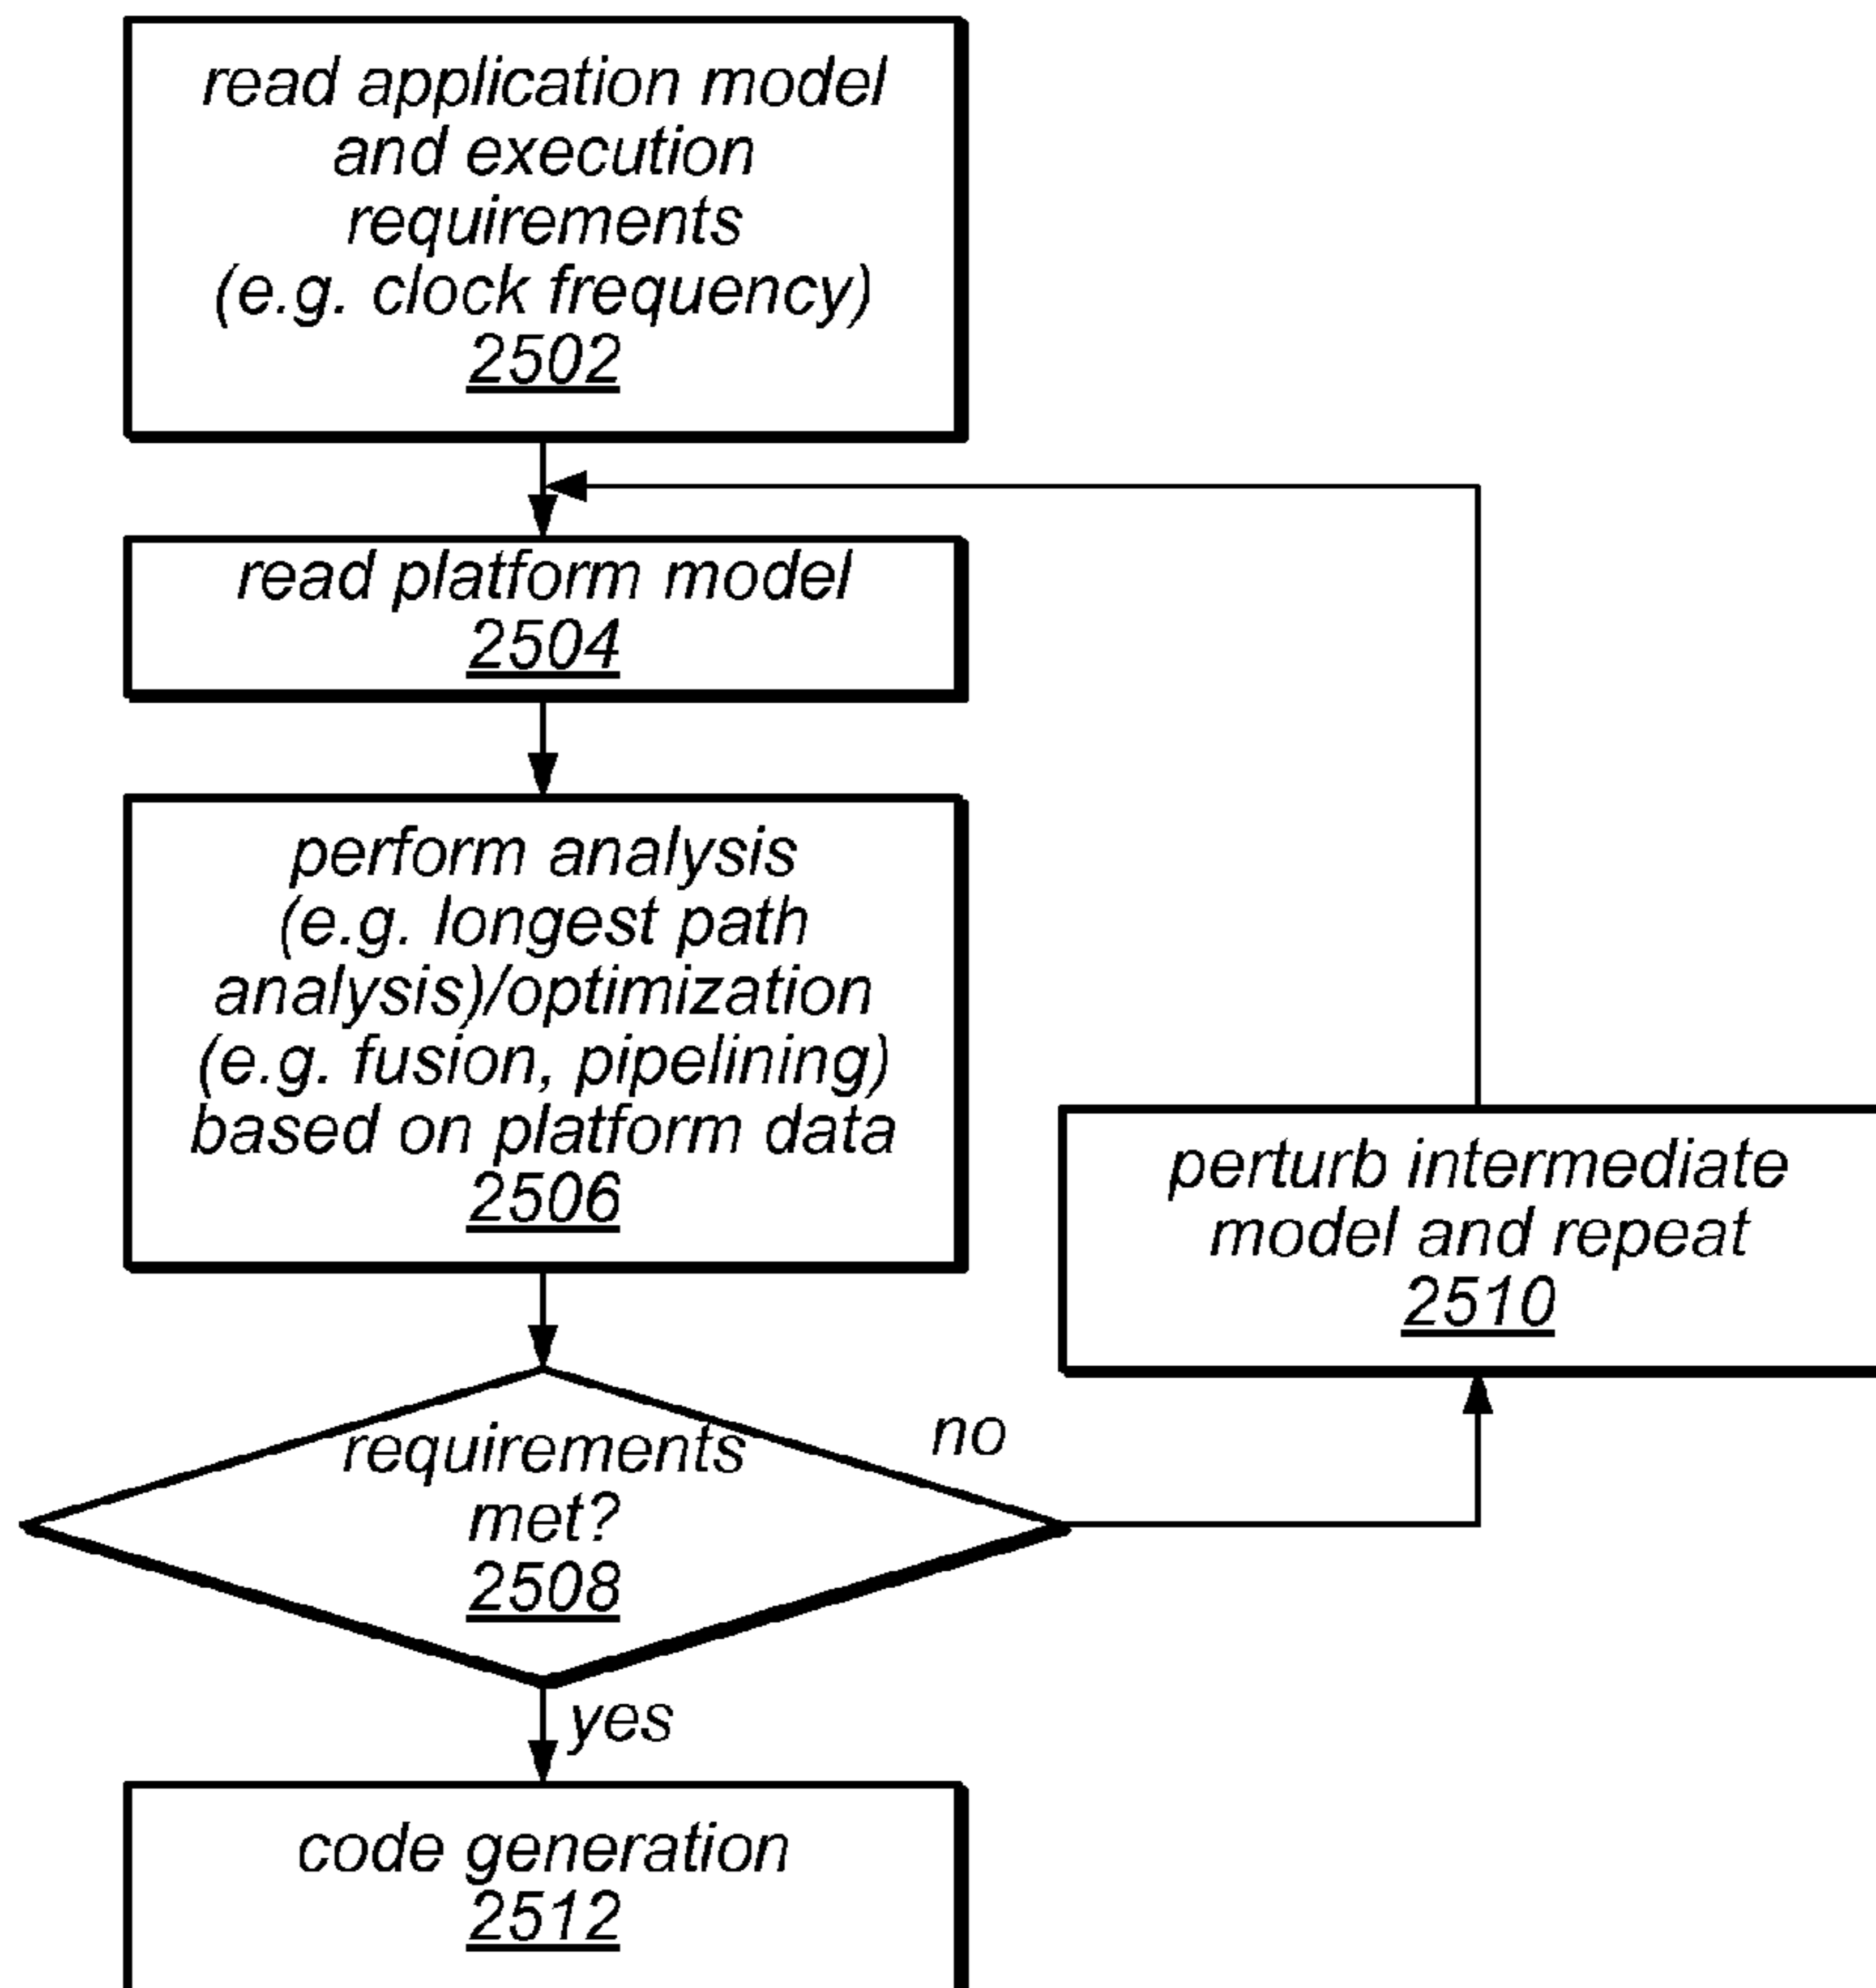 read application model
and execution
requirements
(e.g. clock frequency)
2502
read platform model
2504
perform analysis
(e.g. longest path
analysis)/optimization
(e.g. fusion, pipelining)
based on platform data
2506
perturb intermediate
model and repeat
2510
requirements
met?
2508
no
yes
code generation
2512